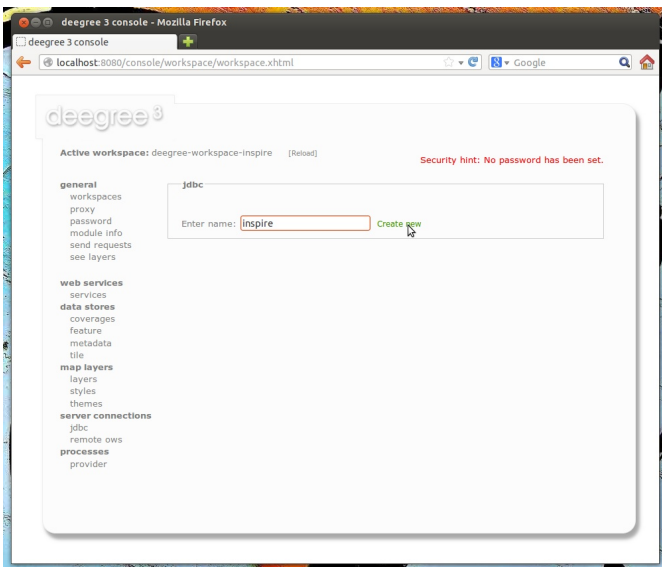 deegree 3 console - Mozilla Firefox
deegree 3 console
localhost:8080/console/workspace/workspace.xhtml
Google
deegree 3
Active workspace: deegree-workspace-inspire [Reload]
Security hint: No password has been set.
general
workspaces
proxy
password
module info
send requests
see layers
web services
services
data stores
coverages
feature
metadata
tile
map layers
layers
styles
themes
server connections
jdbc
remote ows
processes
provider
jdbc
Enter name: inspire Create new